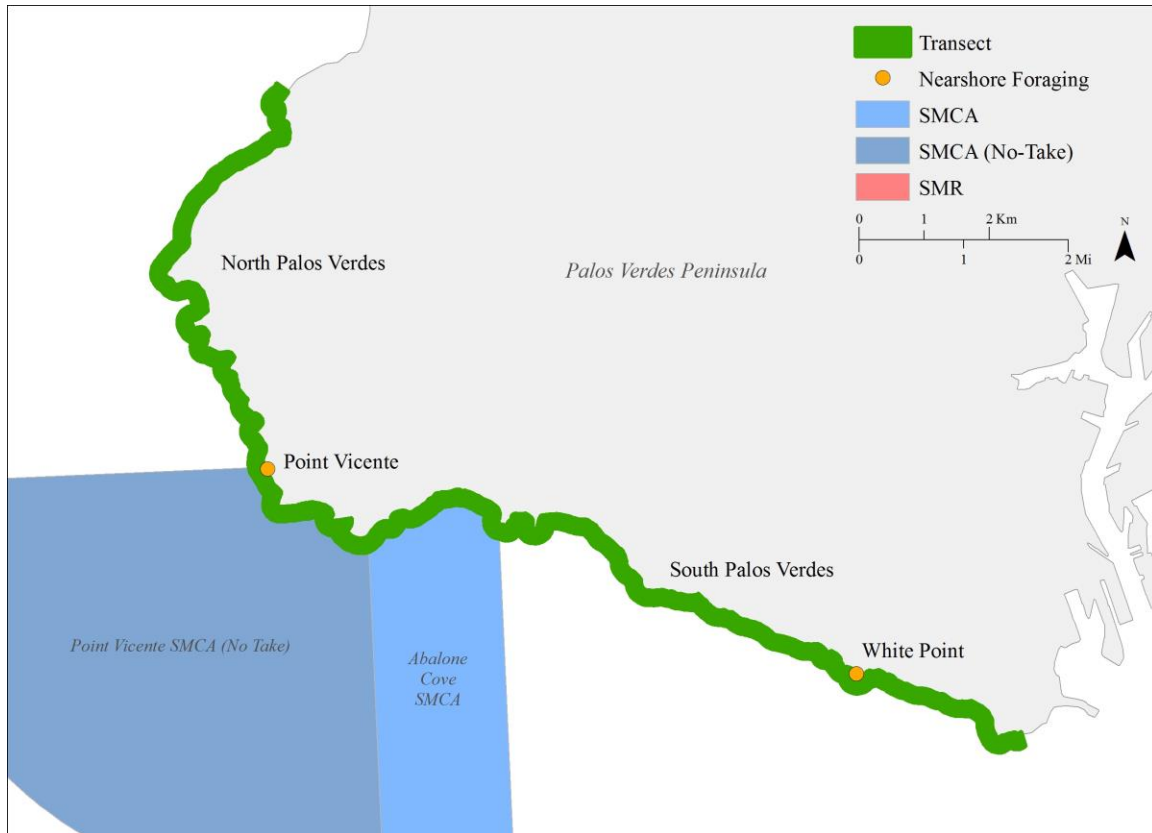 Transect
Nearshore Foraging
SMCA
SMCA (No-Take)
SMR
0 1 2 Km
0 1 2 Mi
N
North Palos Verdes
Palos Verdes Peninsula
Point Vicente
South Palos Verdes
White Point
Point Vicente SMCA (No Take)
Abalone
Cove
SMCA